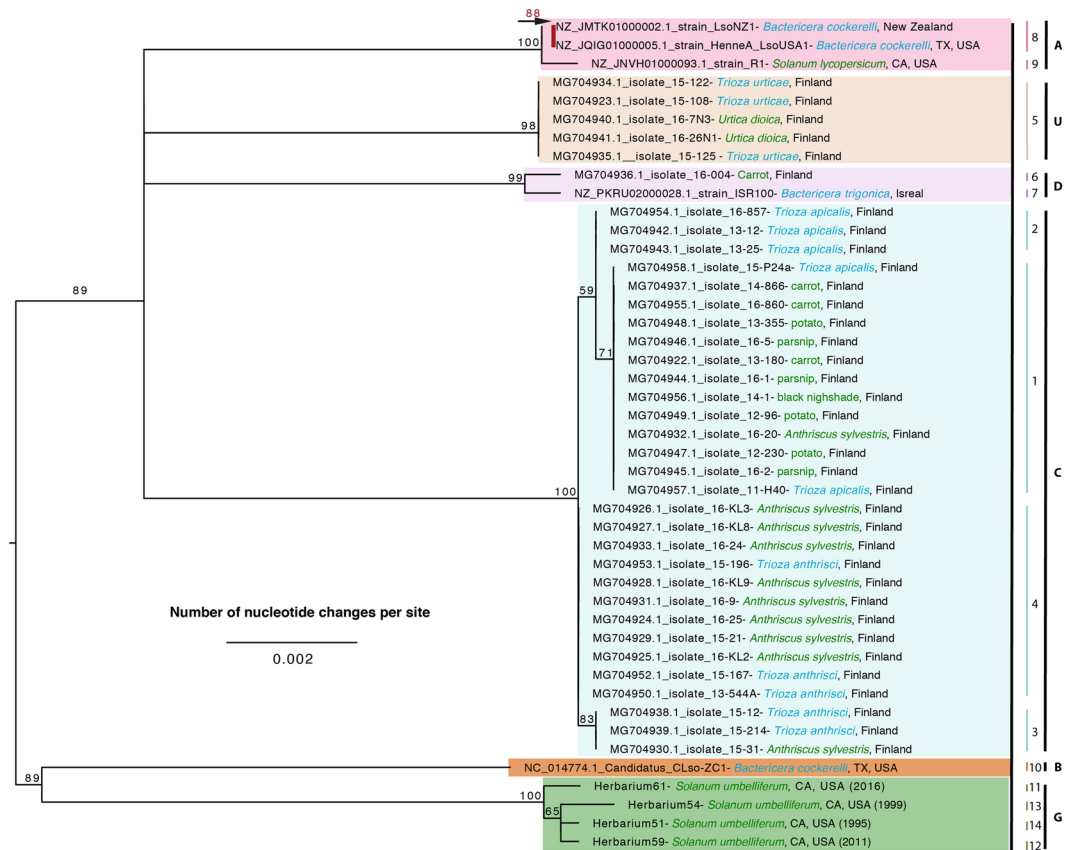 88
NZ_JMTK01000002.1_strain_LsoNZ1- Bactericera cockerelli, New Zealand
8
A
100
NZ_JQIG01000005.1_strain_HenneA_LsoUSA1- Bactericera cockerelli, TX, USA
NZ_JNVH01000093.1_strain_R1- Solanum lycopersicum, CA, USA
9
MG704934.1_isolate_15-122- Trioza urticae, Finland
MG704923.1_isolate_15-108- Trioza urticae, Finland
98
MG704940.1_isolate_16-7N3- Urtica dioica, Finland
5
U
MG704941.1_isolate_16-26N1- Urtica dioica, Finland
MG704935.1__isolate_15-125 - Trioza urticae, Finland
99
MG704936.1_isolate_16-004- Carrot, Finland
6
D
NZ_PKRU02000028.1_strain_ISR100- Bactericera trigonica, Isreal
7
MG704954.1_isolate_16-857- Trioza apicalis, Finland
MG704942.1_isolate_13-12- Trioza apicalis, Finland
2
MG704943.1_isolate_13-25- Trioza apicalis, Finland
MG704958.1_isolate_15-P24a- Trioza apicalis, Finland
89
59
MG704937.1_isolate_14-866- carrot, Finland
MG704955.1_isolate_16-860- carrot, Finland
MG704948.1_isolate_13-355- potato, Finland
MG704946.1_isolate_16-5- parsnip, Finland
71
MG704922.1_isolate_13-180- carrot, Finland
MG704944.1_isolate_16-1- parsnip, Finland
1
MG704956.1_isolate_14-1- black nighshade, Finland
MG704949.1_isolate_12-96- potato, Finland
MG704932.1_isolate_16-20- Anthriscus sylvestris, Finland
MG704947.1_isolate_12-230- potato, Finland
MG704945.1_isolate_16-2- parsnip, Finland
C
100
MG704957.1_isolate_11-H40- Trioza apicalis, Finland
MG704926.1_isolate_16-KL3- Anthriscus sylvestris, Finland
MG704927.1_isolate_16-KL8- Anthriscus sylvestris, Finland
MG704933.1_isolate_16-24- Anthriscus sylvestris, Finland
MG704953.1_isolate_15-196- Trioza anthrisci, Finland
MG704928.1_isolate_16-KL9- Anthriscus sylvestris, Finland
MG704931.1_isolate_16-9- Anthriscus sylvestris, Finland
4
MG704924.1_isolate_16-25- Anthriscus sylvestris, Finland
MG704929.1_isolate_15-21- Anthriscus sylvestris, Finland
MG704925.1_isolate_16-KL2- Anthriscus sylvestris, Finland
MG704952.1_isolate_15-167- Trioza anthrisci, Finland
MG704950.1_isolate_13-544A- Trioza anthrisci, Finland
Number of nucleotide changes per site
0.002
83
MG704938.1_isolate_15-12- Trioza anthrisci, Finland
MG704939.1_isolate_15-214- Trioza anthrisci, Finland
3
MG704930.1_isolate_15-31- Anthriscus sylvestris, Finland
89
NC_014774.1_Candidatus_CLso-ZC1- Bactericera cockerelli, TX, USA
10
B
100
Herbarium61- Solanum umbelliferum, CA, USA (2016)
11
65
Herbarium54- Solanum umbelliferum, CA, USA (1999)
13
G
Herbarium51- Solanum umbelliferum, CA, USA (1995)
14
Herbarium59- Solanum umbelliferum, CA, USA (2011)
12